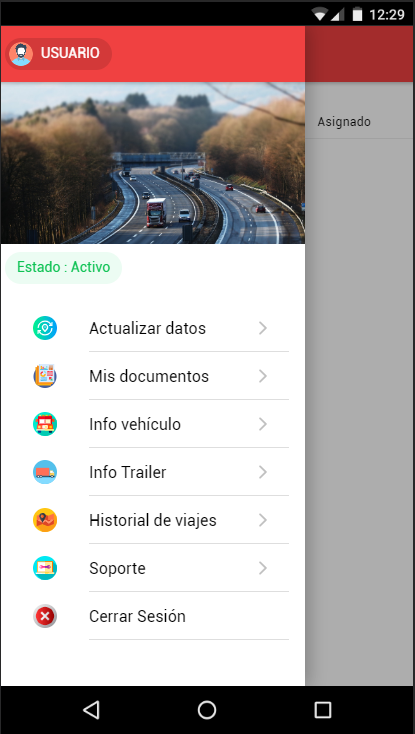 12:29
USUARIO
Asignado
Estado : Activo
Actualizar datos
Mis documentos
Info vehículo
Info Trailer
Historial de viajes
Soporte
Cerrar Sesión